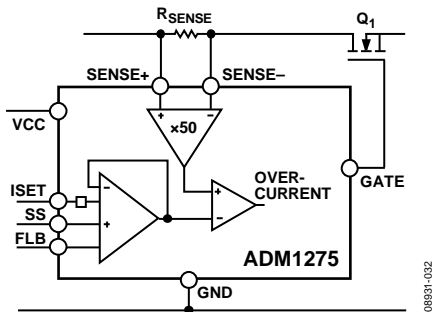 RSENSE
Q1
SENSE+
SENSE–
+
–
×50
VCC
ISET
SS
FLB
–
+
+
–
OVER-
CURRENT
GATE
ADM1275
GND
08931-032